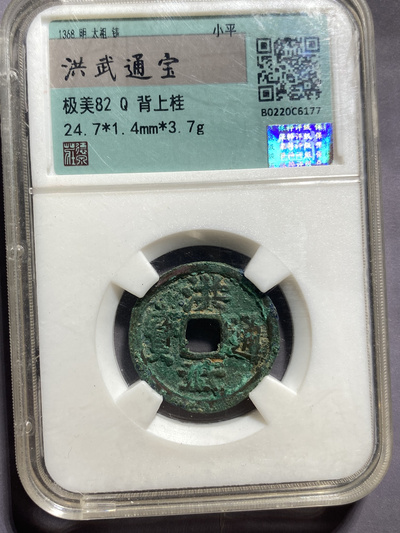 1368 明 太祖 铸
小平
洪武通宝
极美82 Q 背上桂
24.7*1.4mm*3.7g
B0220C6177
洪武通寳